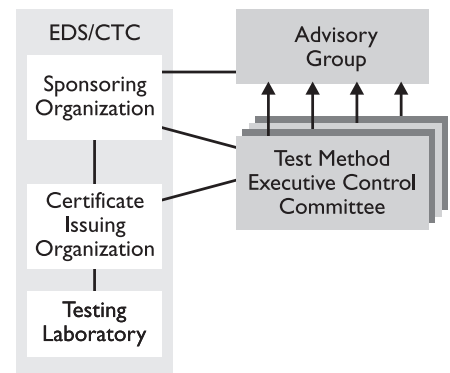 EDS/CTC
Sponsoring
Organization
Certificate
Issuing
Organization
Testing
Laboratory
Advisory
Group
Test Method
Executive Control
Committee